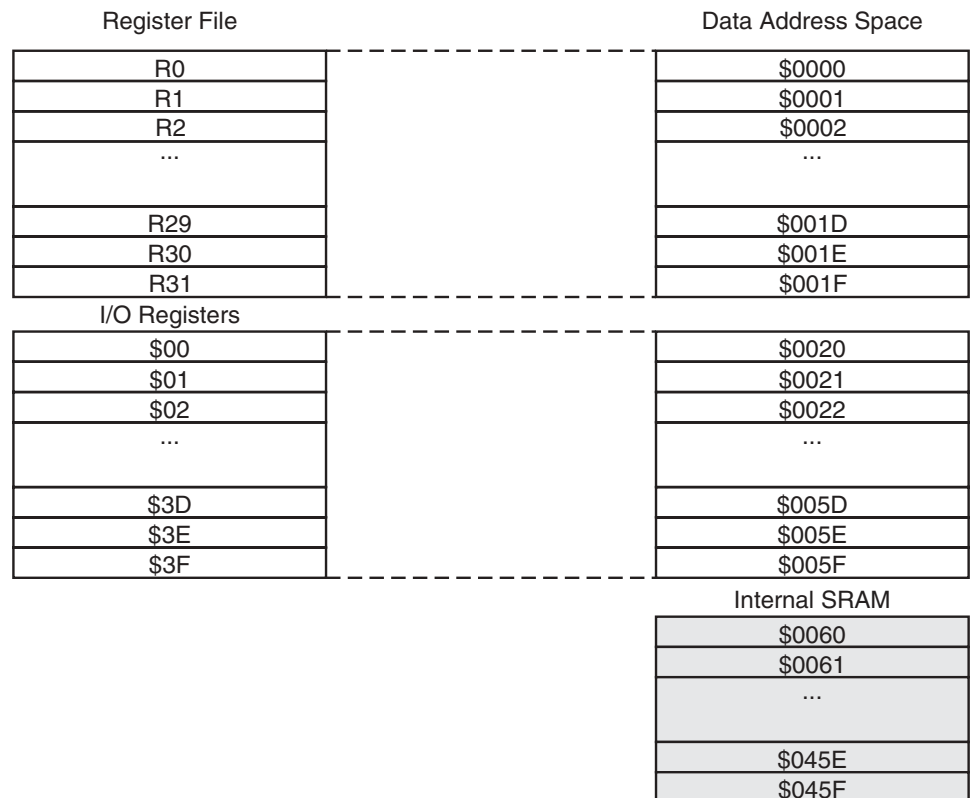 Register File Data Address Space
R0 $0000
R1 $0001
R2 $0002
... ...
R29 $001D
R30 $001E
R31 $001F
I/O Registers
$00 $0020
$01 $0021
$02 $0022
... ...
$3D $005D
$3E $005E
$3F $005F
Internal SRAM
$0060
$0061
...
$045E
$045F